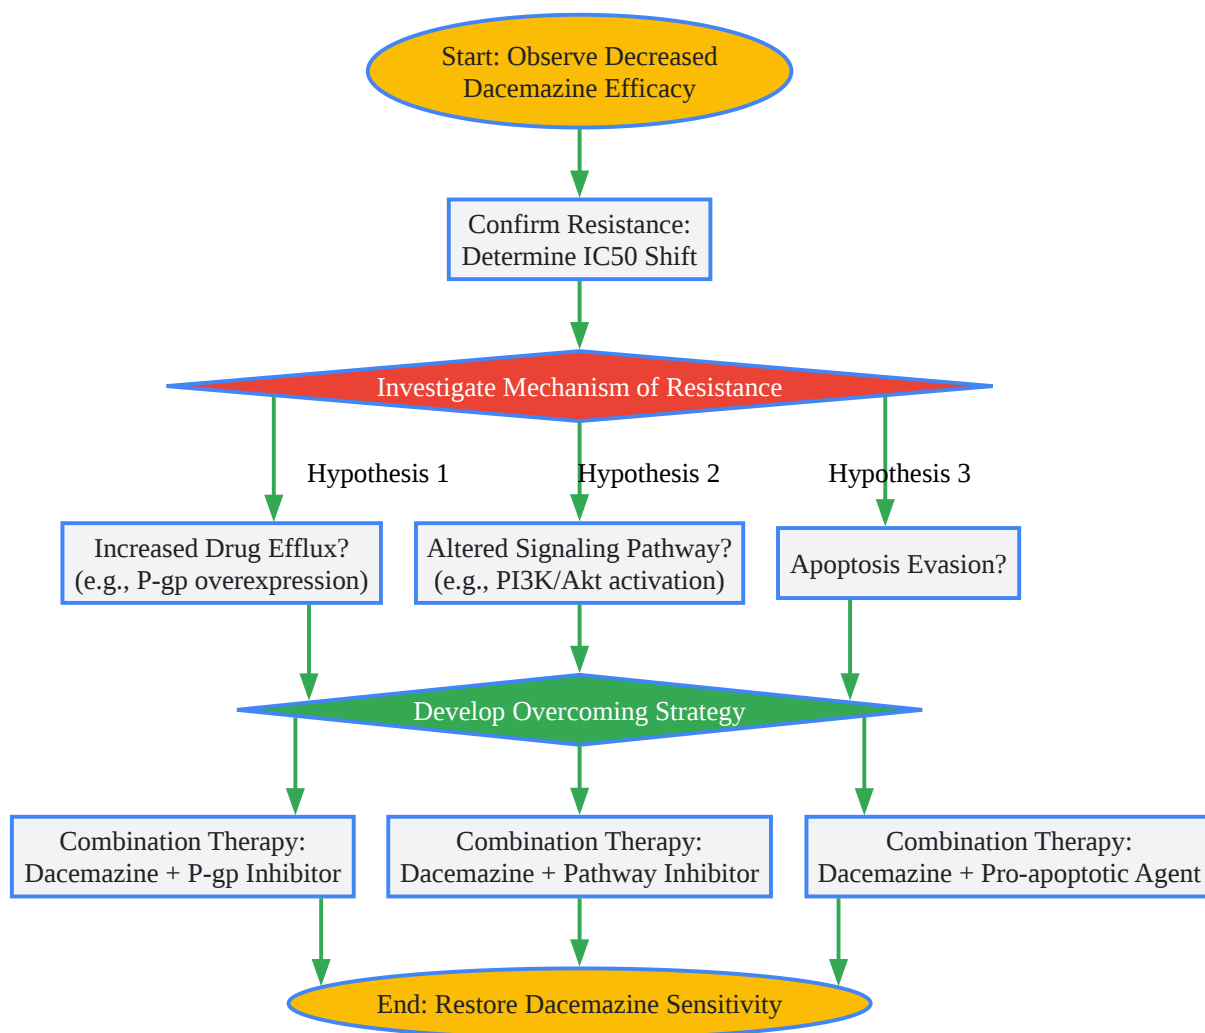 Start: Observe Decreased
Dacemazine Efficacy
Confirm Resistance:
Determine IC50 Shift
Investigate Mechanism of Resistance
Hypothesis 1
Hypothesis 2
Hypothesis 3
Increased Drug Efflux?
(e.g., P-gp overexpression)
Altered Signaling Pathway?
(e.g., PI3K/Akt activation)
Apoptosis Evasion?
Develop Overcoming Strategy
Combination Therapy:
Dacemazine + P-gp Inhibitor
Combination Therapy:
Dacemazine + Pathway Inhibitor
Combination Therapy:
Dacemazine + Pro-apoptotic Agent
End: Restore Dacemazine Sensitivity